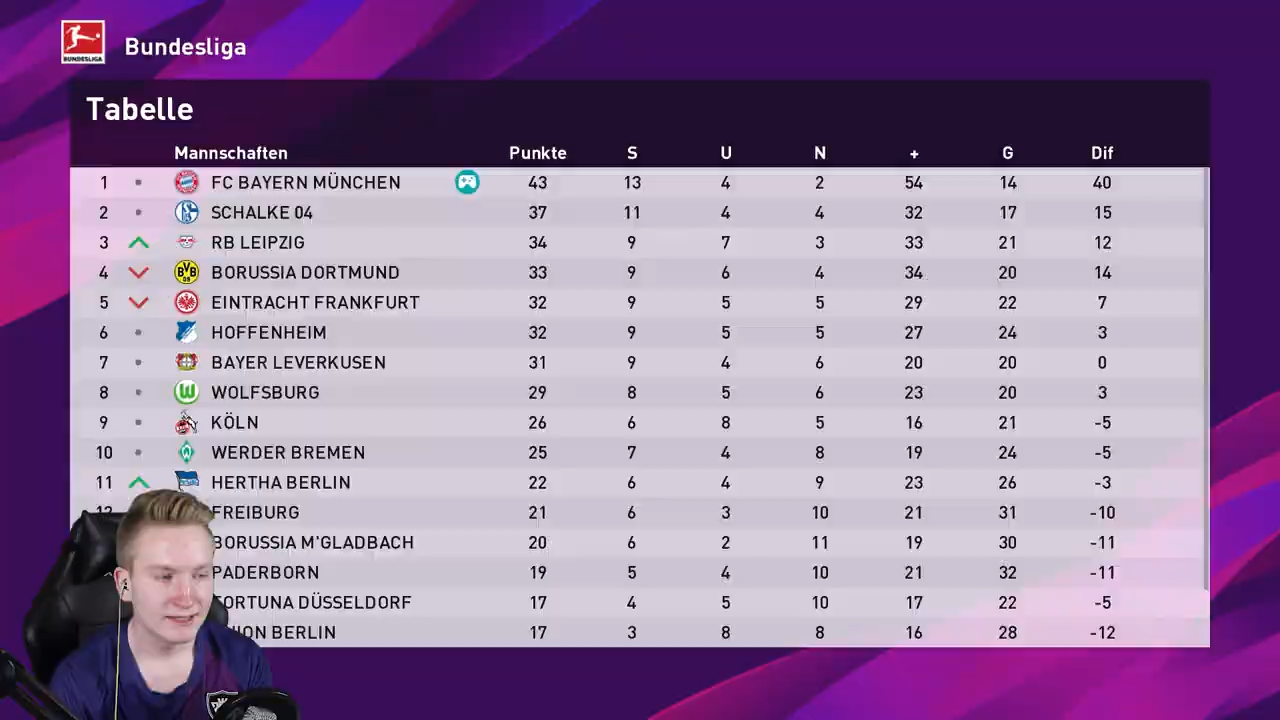 BUNDESLIGA
Bundesliga
Tabelle
Mannschaften Punkte S U N + G Dif
1 FC BAYERN MÜNCHEN 43 13 4 2 54 14 40
2 SCHALKE 04 37 11 4 4 32 17 15
3 RB LEIPZIG 34 9 7 3 33 21 12
4 BVB 09 BORUSSIA DORTMUND 33 9 6 4 34 20 14
5 EINTRACHT FRANKFURT 32 9 5 5 29 22 7
6 HOFFENHEIM 32 9 5 5 27 24 3
7 BAYER LEVERKUSEN 31 9 4 6 20 20 0
8 W WOLFSBURG 29 8 5 6 23 20 3
9 KÖLN 26 6 8 5 16 21 -5
10 WERDER BREMEN 25 7 4 8 19 24 -5
11 HERTHA BERLIN 22 6 4 9 23 26 -3
12 FREIBURG 21 6 3 10 21 31 -10
BORUSSIA M'GLADBACH 20 6 2 11 19 30 -11
PADERBORN 19 5 4 10 21 32 -11
FORTUNA DÜSSELDORF 17 4 5 10 17 22 -5
BERLIN 17 3 8 8 16 28 -12